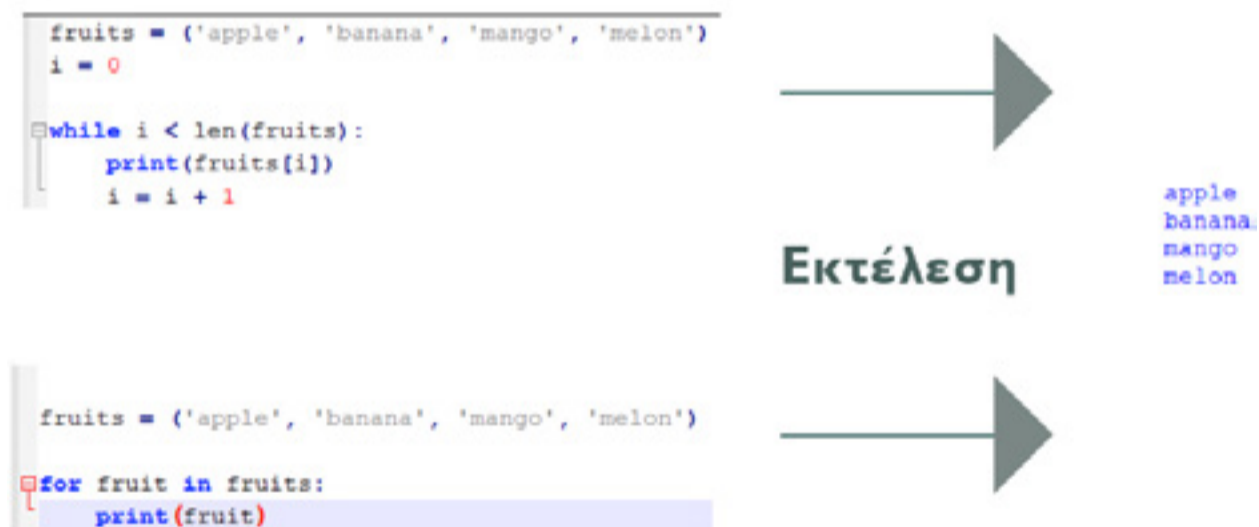 fruits = ('apple', 'banana', 'mango', 'melon')
i = 0
while i < len(fruits):
    print(fruits[i])
    i = i + 1
Εκτέλεση
apple
banana
mango
melon
fruits = ('apple', 'banana', 'mango', 'melon')
for fruit in fruits:
    print(fruit)